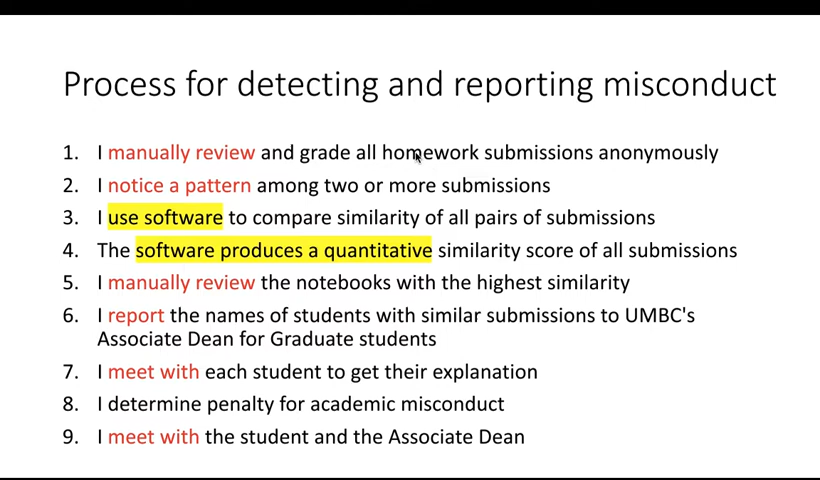 Process for detecting and reporting misconduct
1. I manually review and grade all homework submissions anonymously
2. I notice a pattern among two or more submissions
3. I use software to compare similarity of all pairs of submissions
4. The software produces a quantitative similarity score of all submissions
5. I manually review the notebooks with the highest similarity
6. I report the names of students with similar submissions to UMBC's
Associate Dean for Graduate students
7. I meet with each student to get their explanation
8. I determine penalty for academic misconduct
9. I meet with the student and the Associate Dean